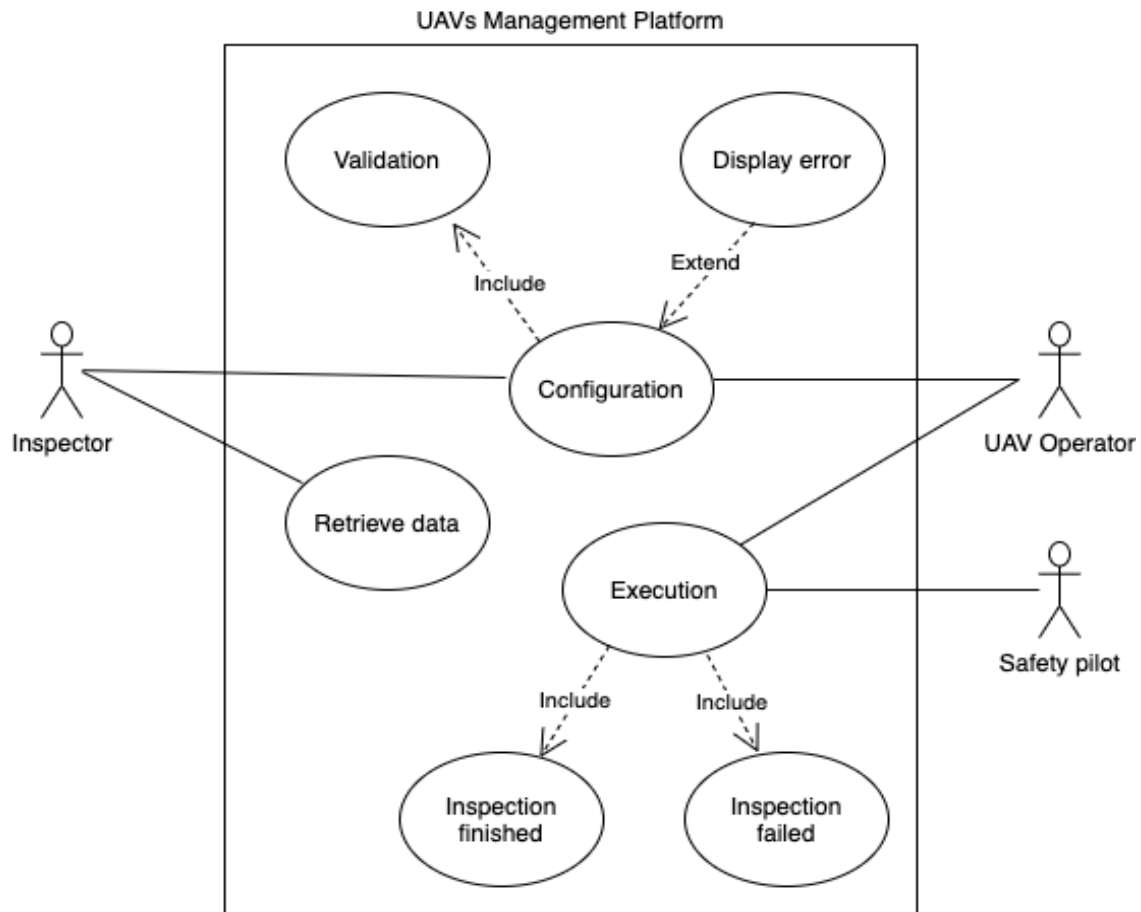 UAVs Management Platform
Validation
Display error
Extend
Include
Configuration
Inspector
UAV Operator
Retrieve data
Execution
Safety pilot
Include
Include
Inspection
finished
Inspection
failed